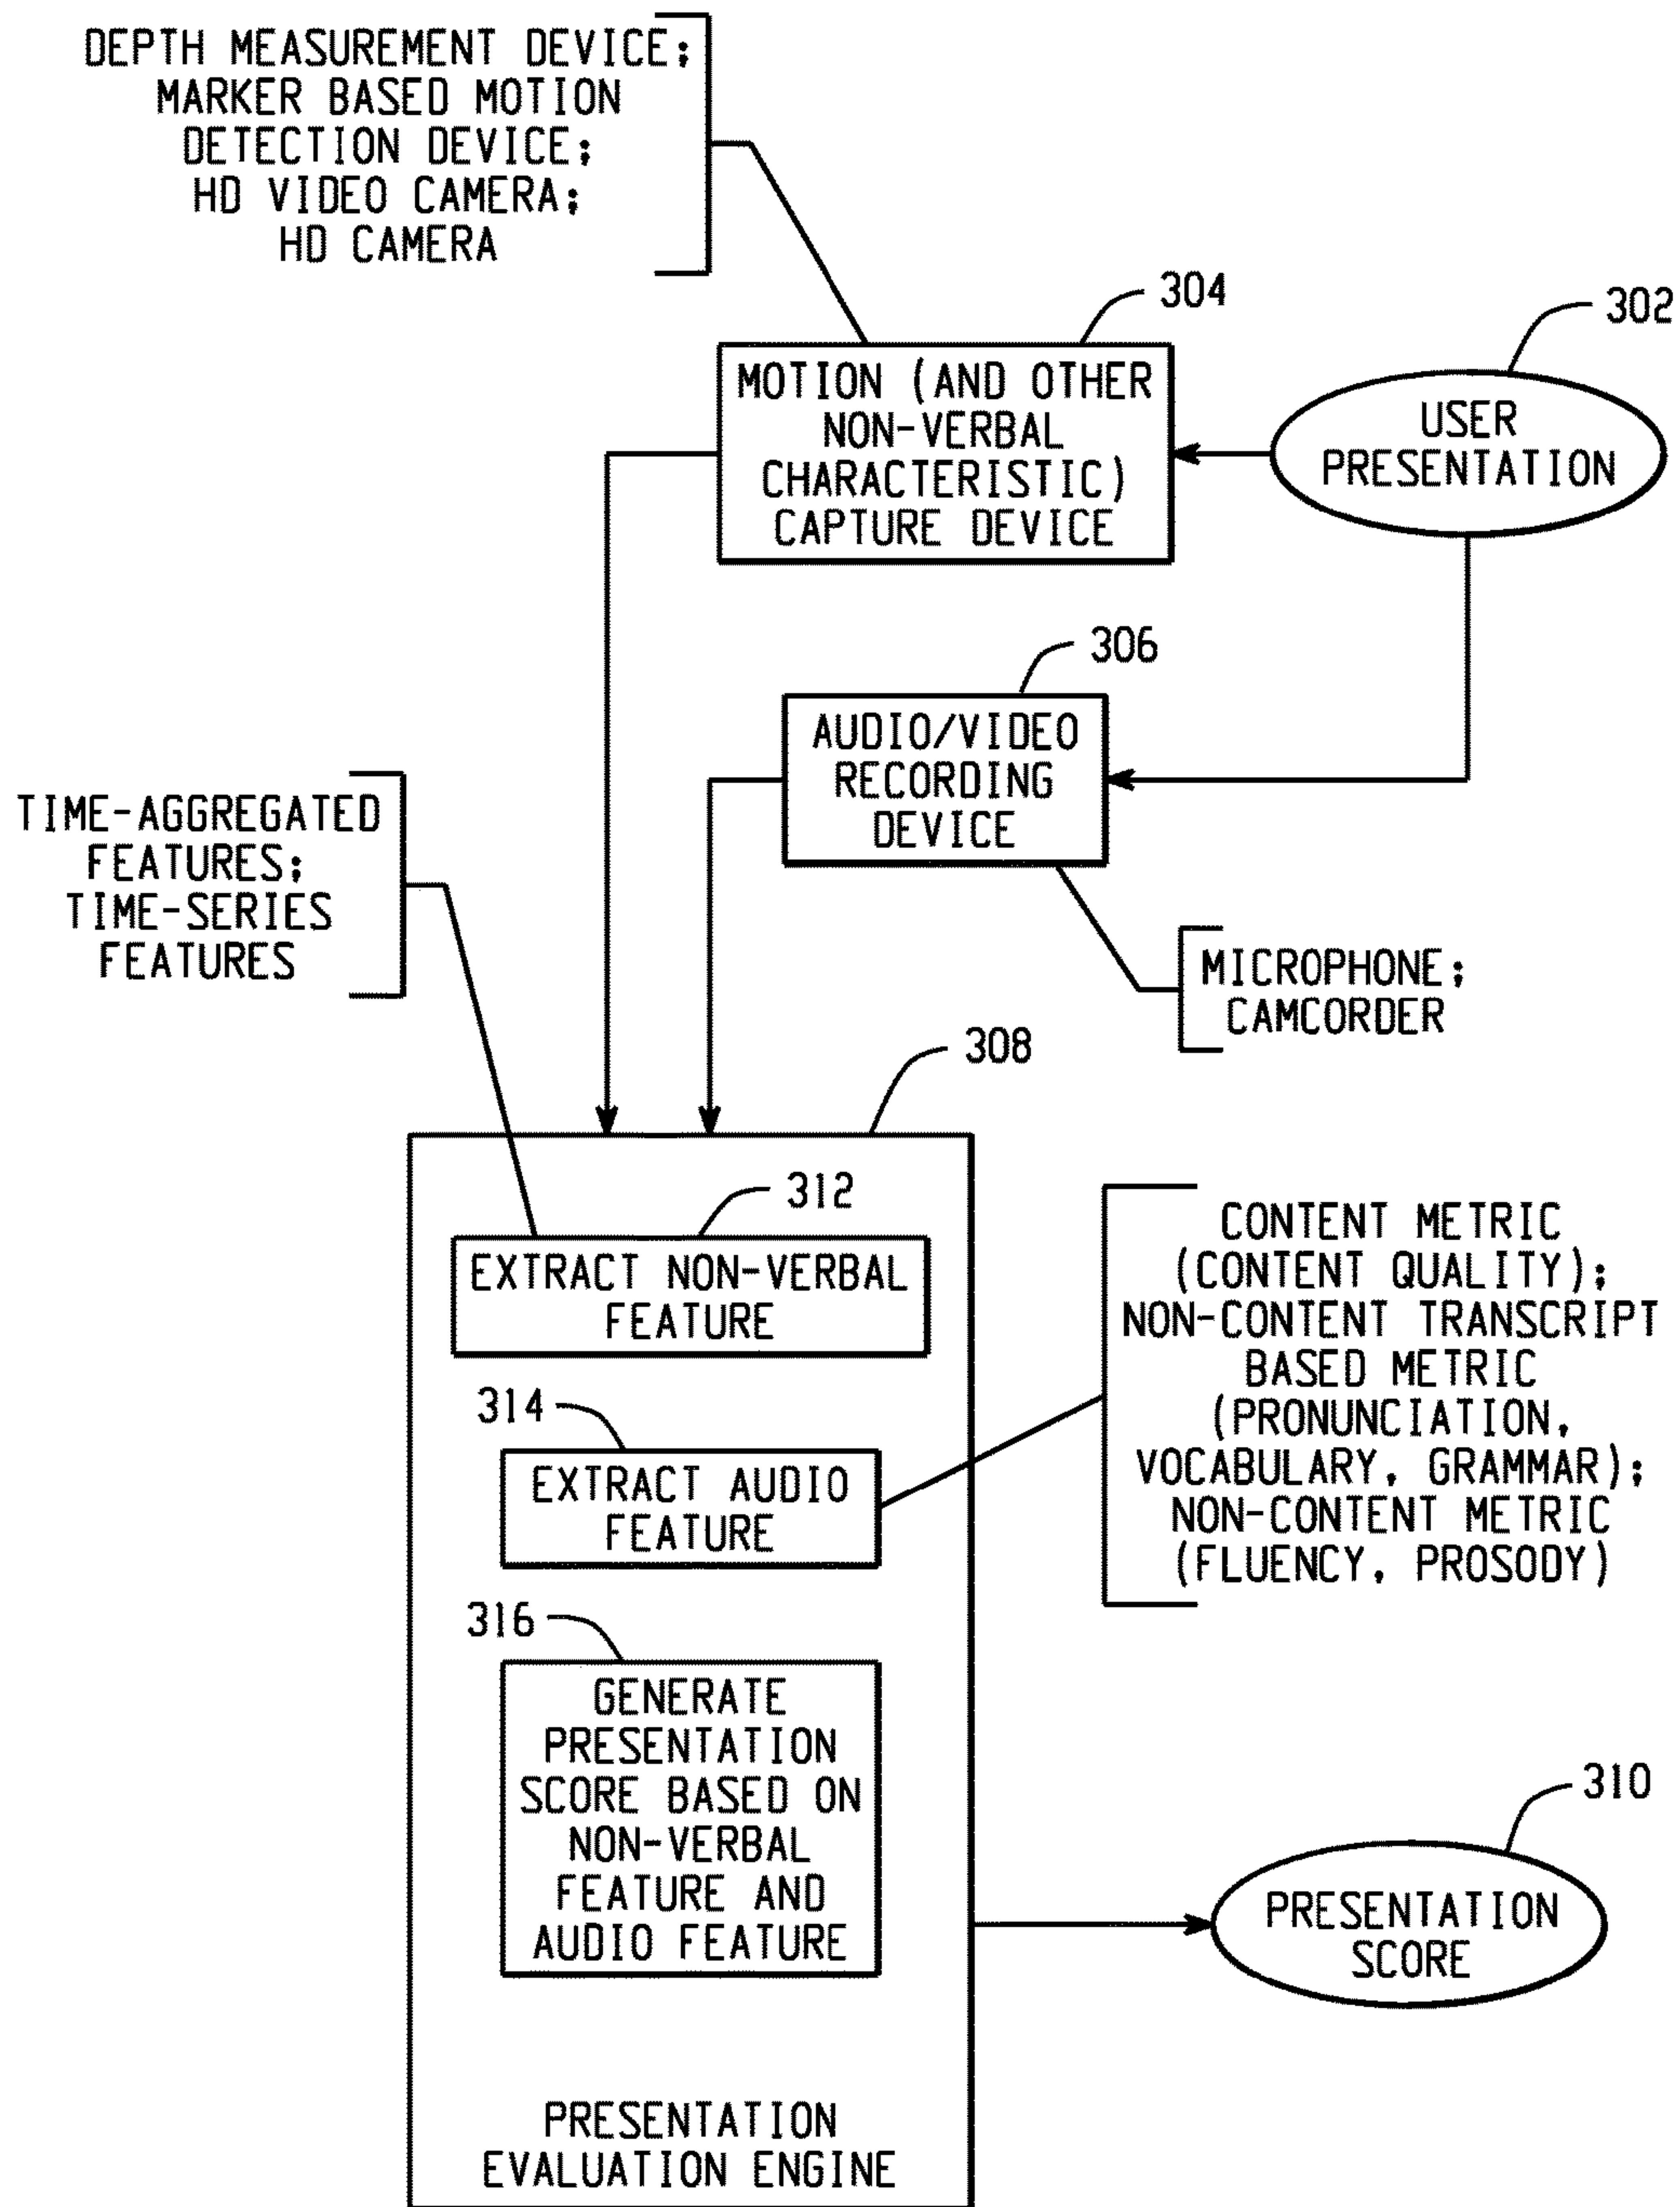 DEPTH MEASUREMENT DEVICE;
MARKER BASED MOTION
DETECTION DEVICE;
HD VIDEO CAMERA;
HD CAMERA
304
302
MOTION (AND OTHER
NON-VERBAL
CHARACTERISTIC)
CAPTURE DEVICE
USER
PRESENTATION
306
AUDIO/VIDEO
RECORDING
DEVICE
TIME-AGGREGATED
FEATURES;
TIME-SERIES
FEATURES
MICROPHONE;
CAMCORDER
308
312
EXTRACT NON-VERBAL
FEATURE
CONTENT METRIC
(CONTENT QUALITY);
NON-CONTENT TRANSCRIPT
BASED METRIC
(PRONUNCIATION,
VOCABULARY, GRAMMAR);
NON-CONTENT METRIC
(FLUENCY, PROSODY)
314
EXTRACT AUDIO
FEATURE
316
GENERATE
PRESENTATION
SCORE BASED ON
NON-VERBAL
FEATURE AND
AUDIO FEATURE
310
PRESENTATION
SCORE
PRESENTATION
EVALUATION ENGINE